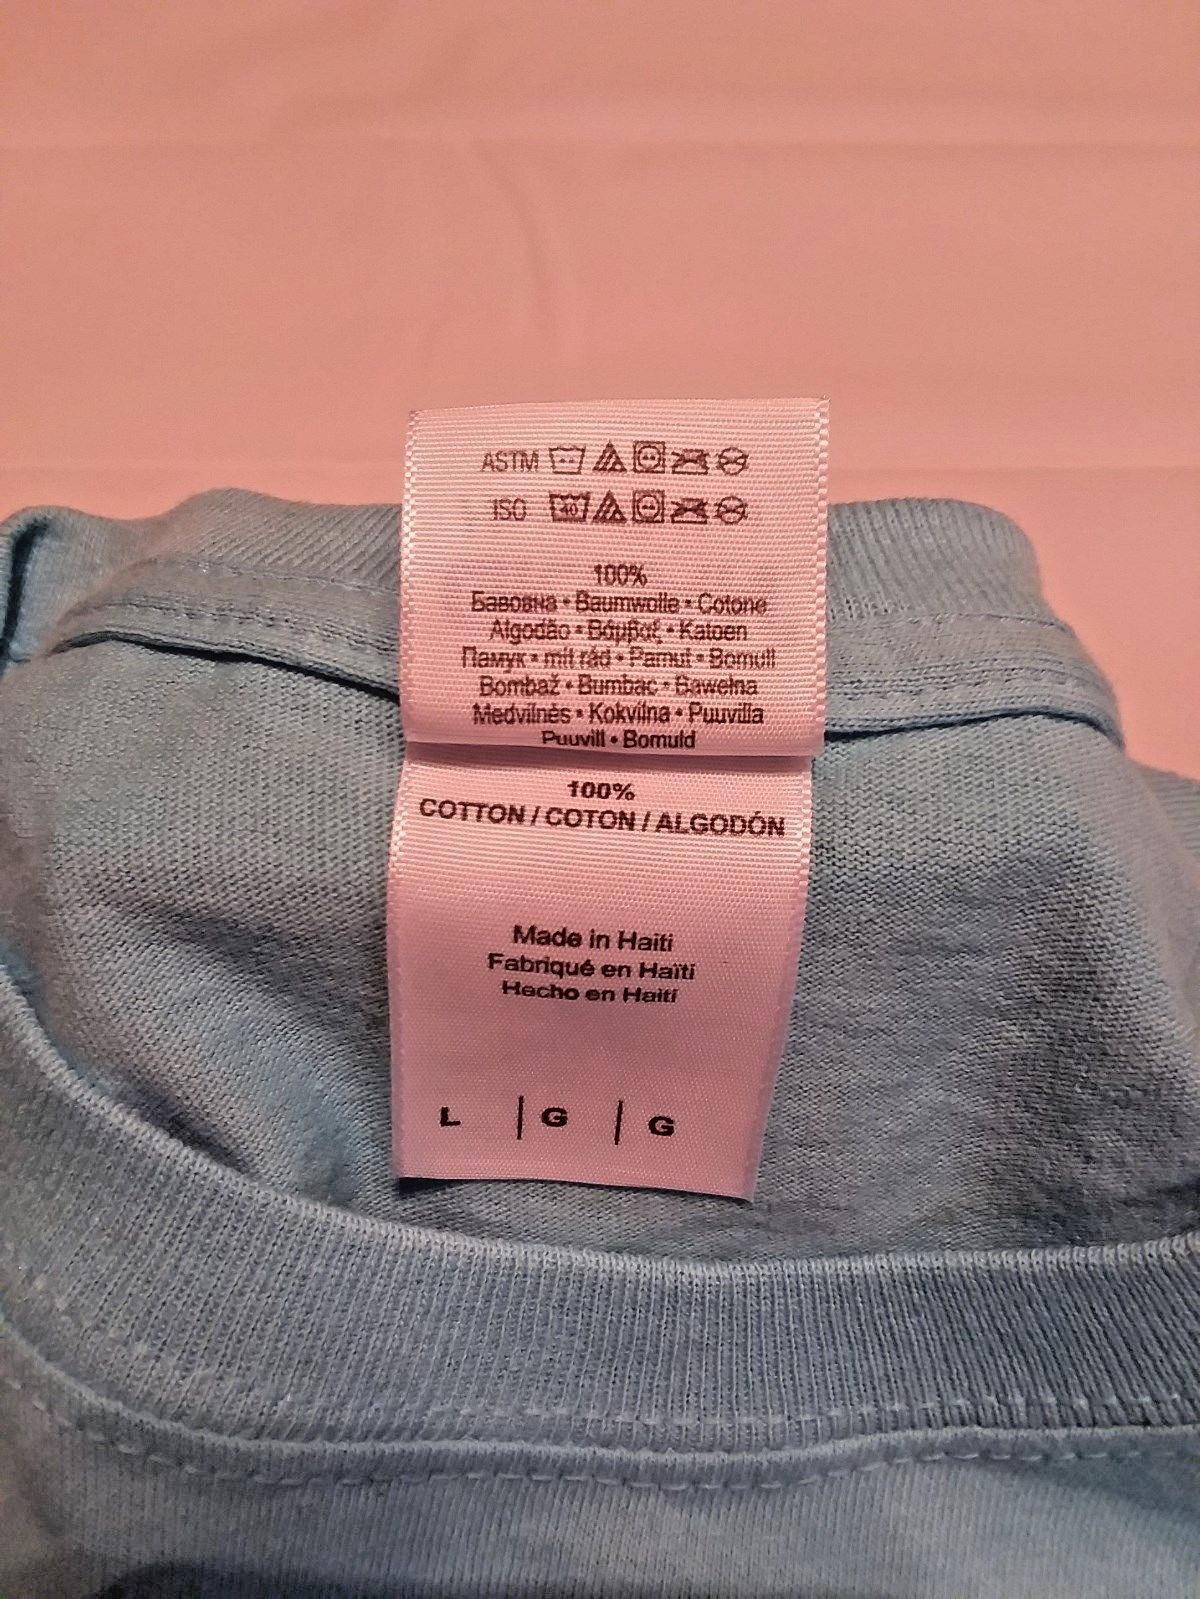 ASTM
ISO 40
100%
Бавовна • Baumwolle • Cotone
Algodão • Βάμβαξ • Katoen
Памук • mit rád • Pamut • Bomull
Bombaž • Bumbac • Bawełna
Medvilnės • Kokvilna • Puuvilla
Puuvill • Bomuld
100%
COTTON / COTON / ALGODÓN
Made in Haiti
Fabriqué en Haïti
Hecho en Haití
L | G | G